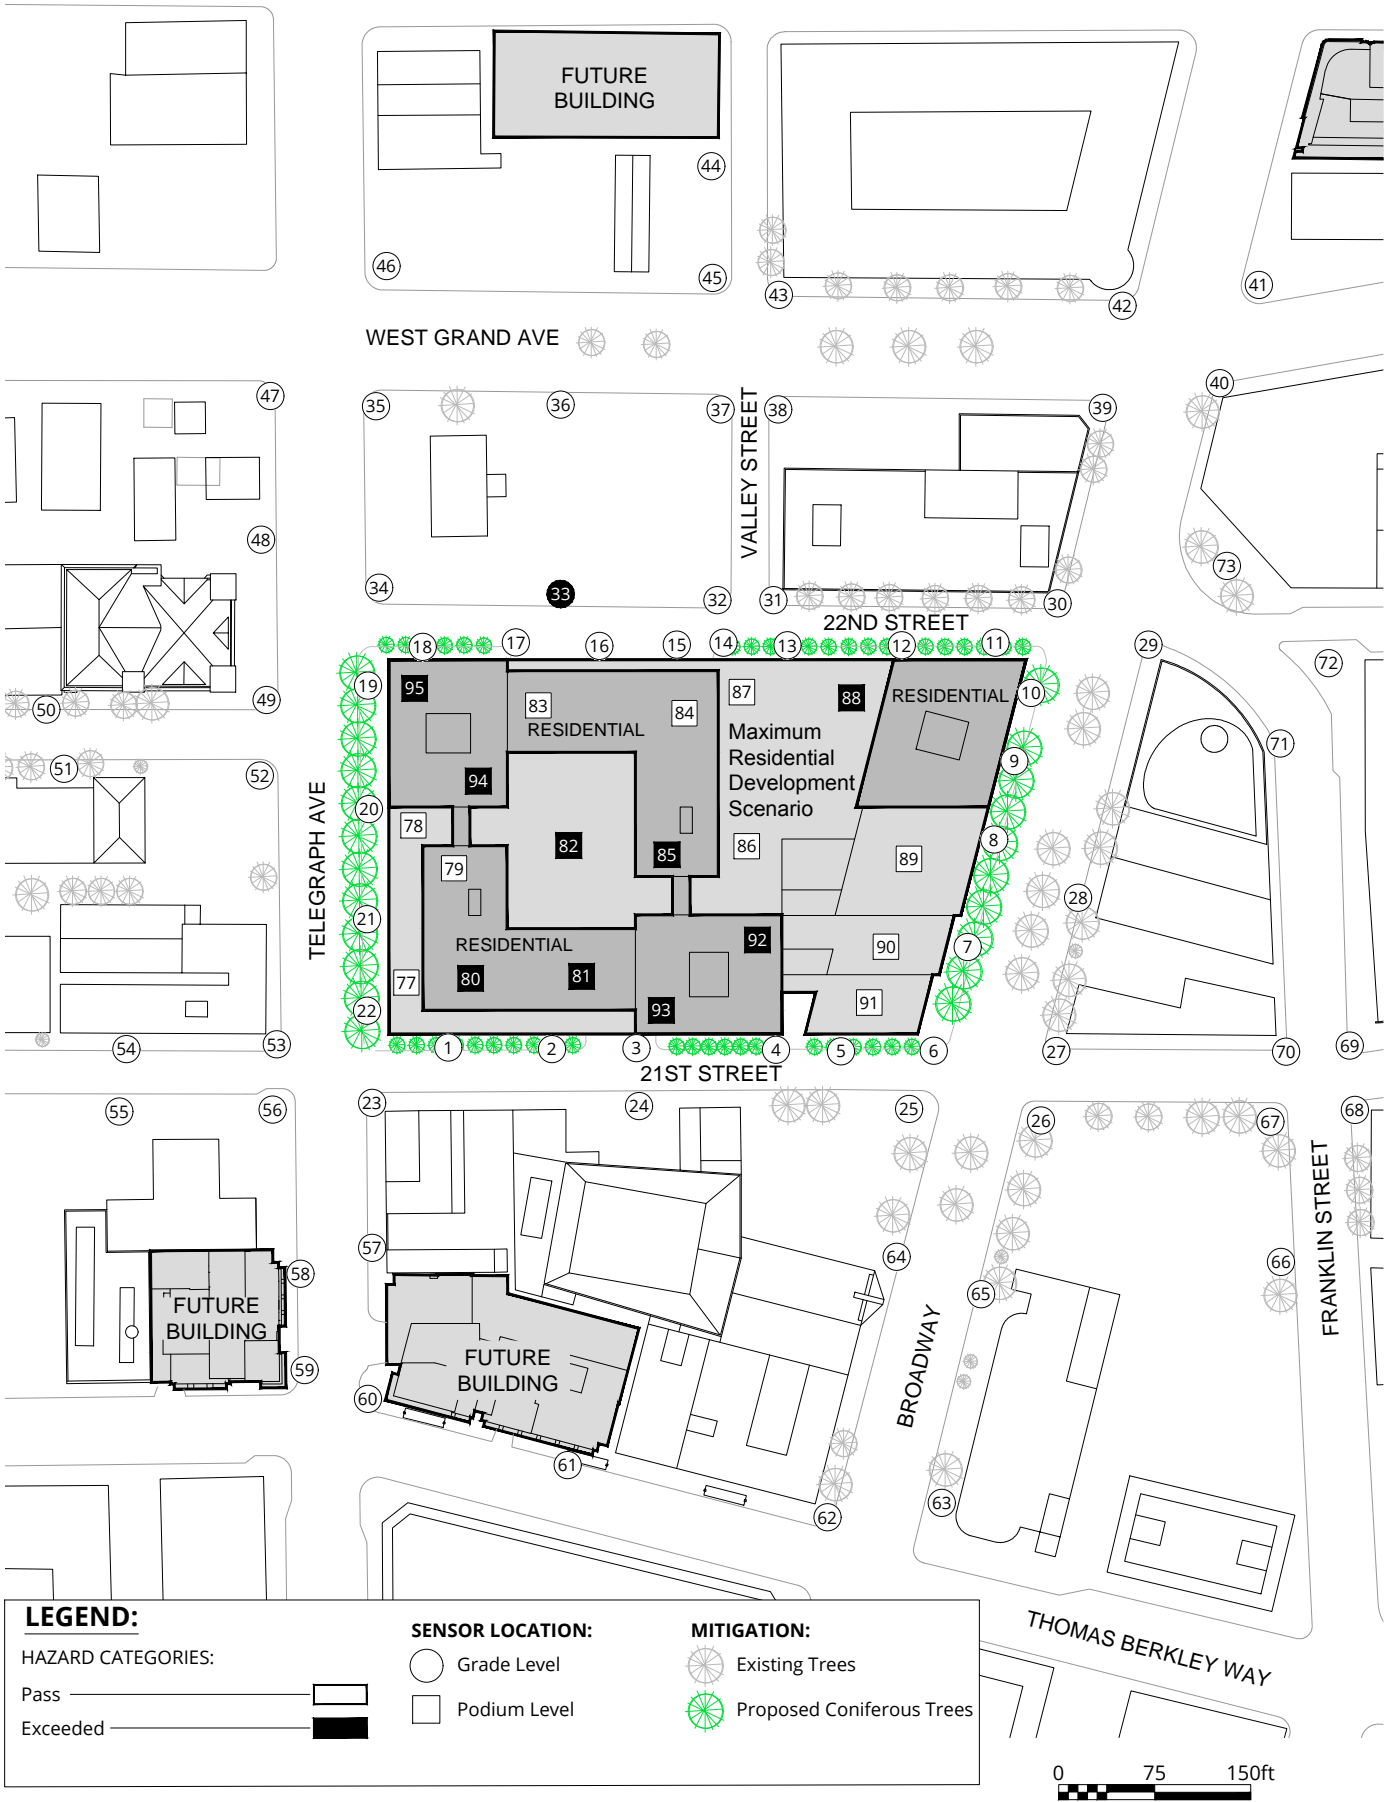 FUTURE
BUILDING
44
46
45
43
42
41
WEST GRAND AVE
47
35
36
37
38
39
40
VALLEY STREET
48
34
33
32
31
30
73
22ND STREET
18
17
16
15
14
13
12
11
29
72
19
95
83
84
87
88
RESIDENTIAL
10
49
50
RESIDENTIAL
Maximum
Residential
Development
Scenario
51
52
94
9
71
TELEGRAPH AVE
20
78
82
85
86
8
79
89
21
28
RESIDENTIAL
92
90
7
77
80
81
22
93
91
54
53
1
2
3
4
5
6
27
70
69
21ST STREET
55
56
23
24
25
26
67
68
FRANKLIN STREET
57
64
66
58
65
FUTURE
BUILDING
BROADWAY
59
FUTURE
BUILDING
60
61
62
63
THOMAS BERKLEY WAY
LEGEND:
HAZARD CATEGORIES:
Pass
Exceeded
SENSOR LOCATION:
Grade Level
Podium Level
MITIGATION:
Existing Trees
Proposed Coniferous Trees
0 75 150ft